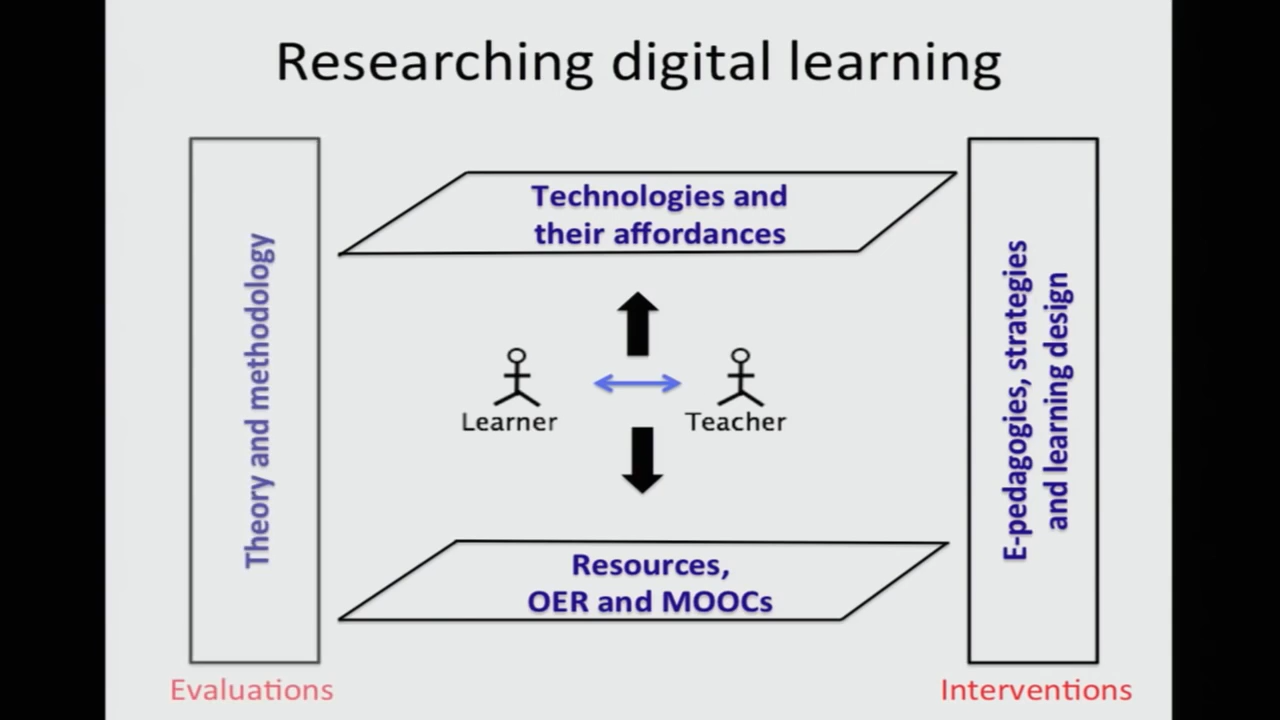 Researching digital learning
Theory and methodology
Technologies and
their affordances
Learner
Teacher
Resources,
OER and MOOCs
E-pedagogies, strategies
and learning design
Evaluations
Interventions